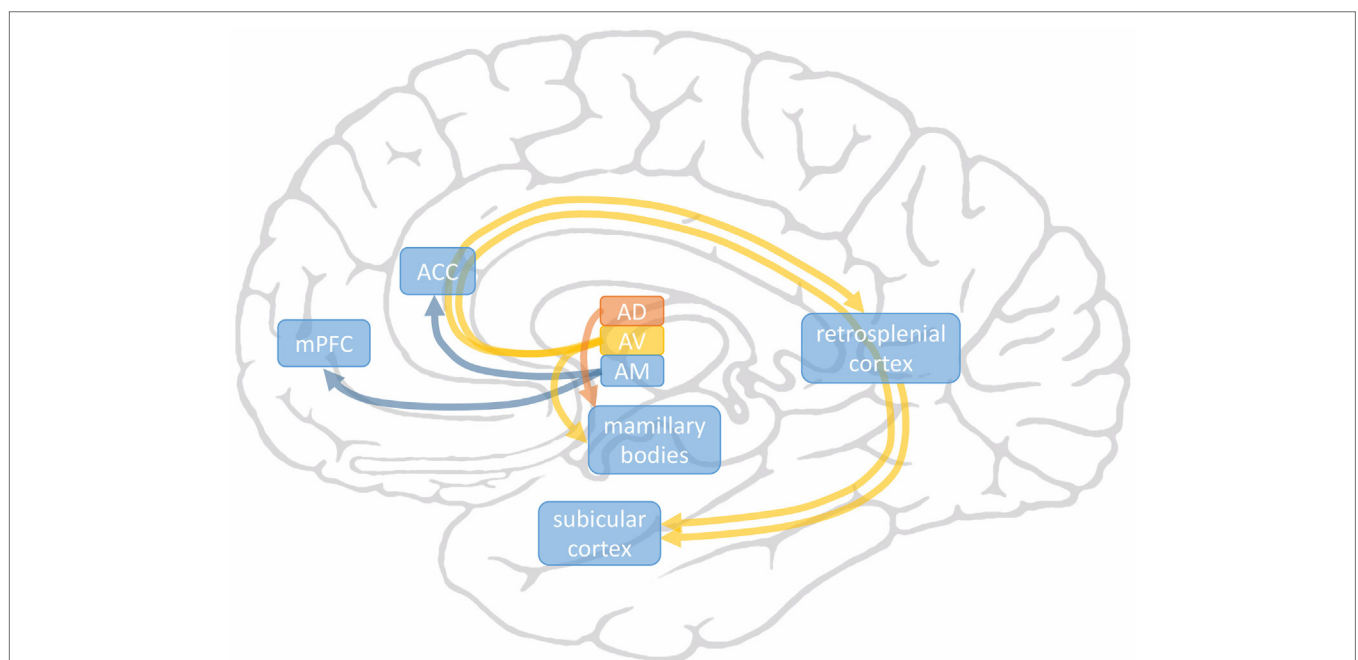 ACC
mPFC
AD
AV
AM
retrosplenial
cortex
mamillary
bodies
subicular
cortex